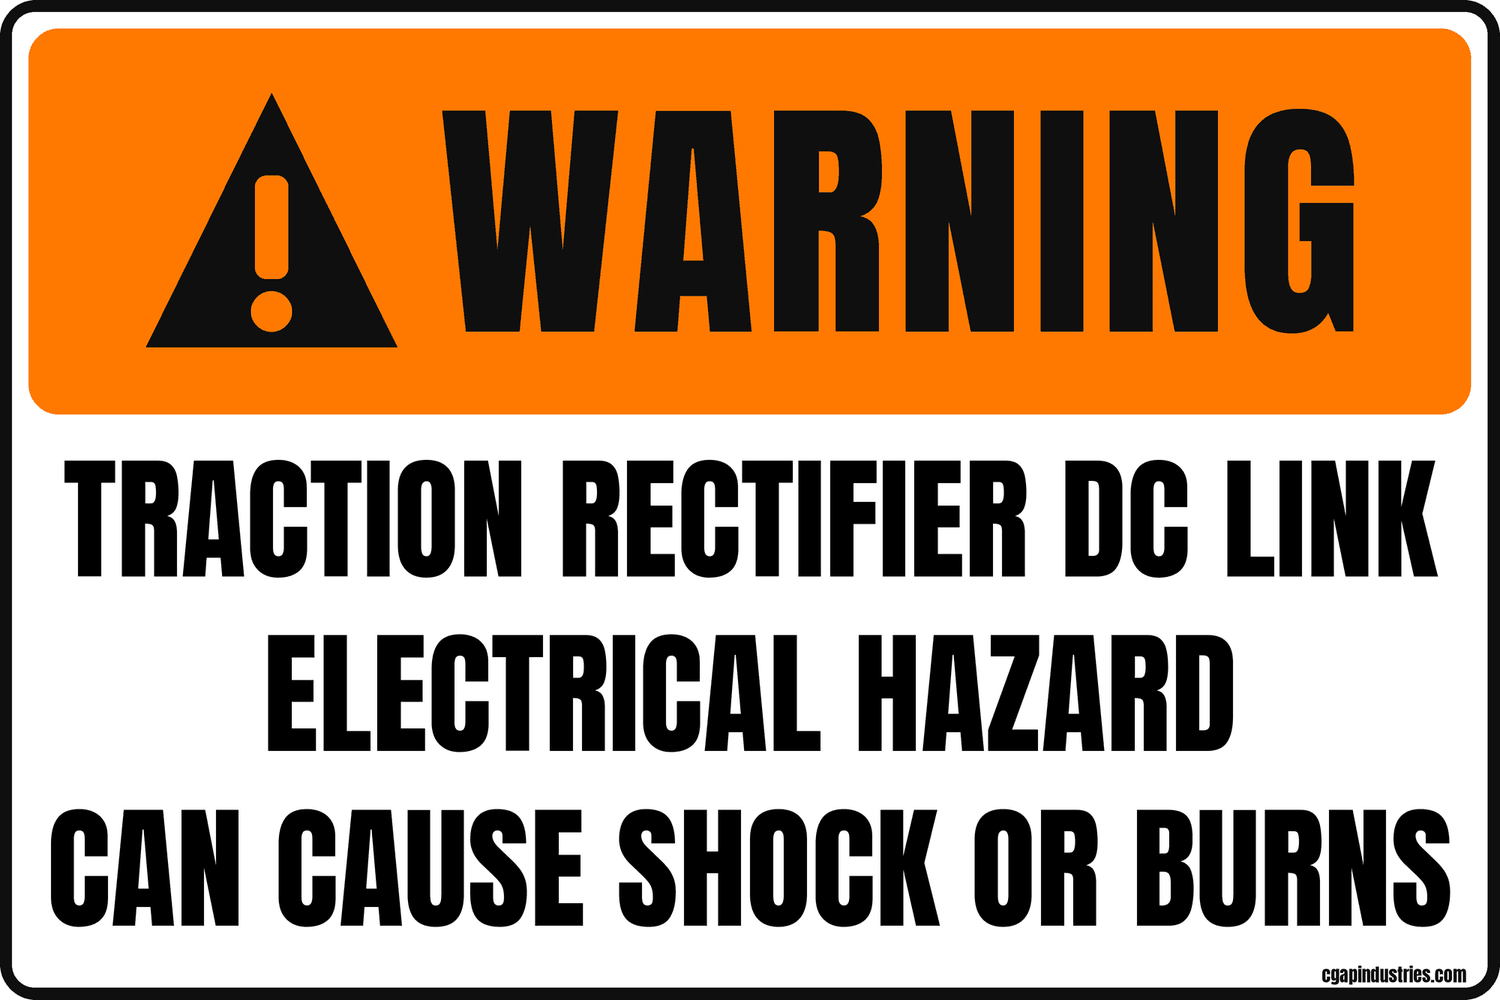 WARNING
TRACTION RECTIFIER DC LINK
ELECTRICAL HAZARD
CAN CAUSE SHOCK OR BURNS
cgapindustries.com